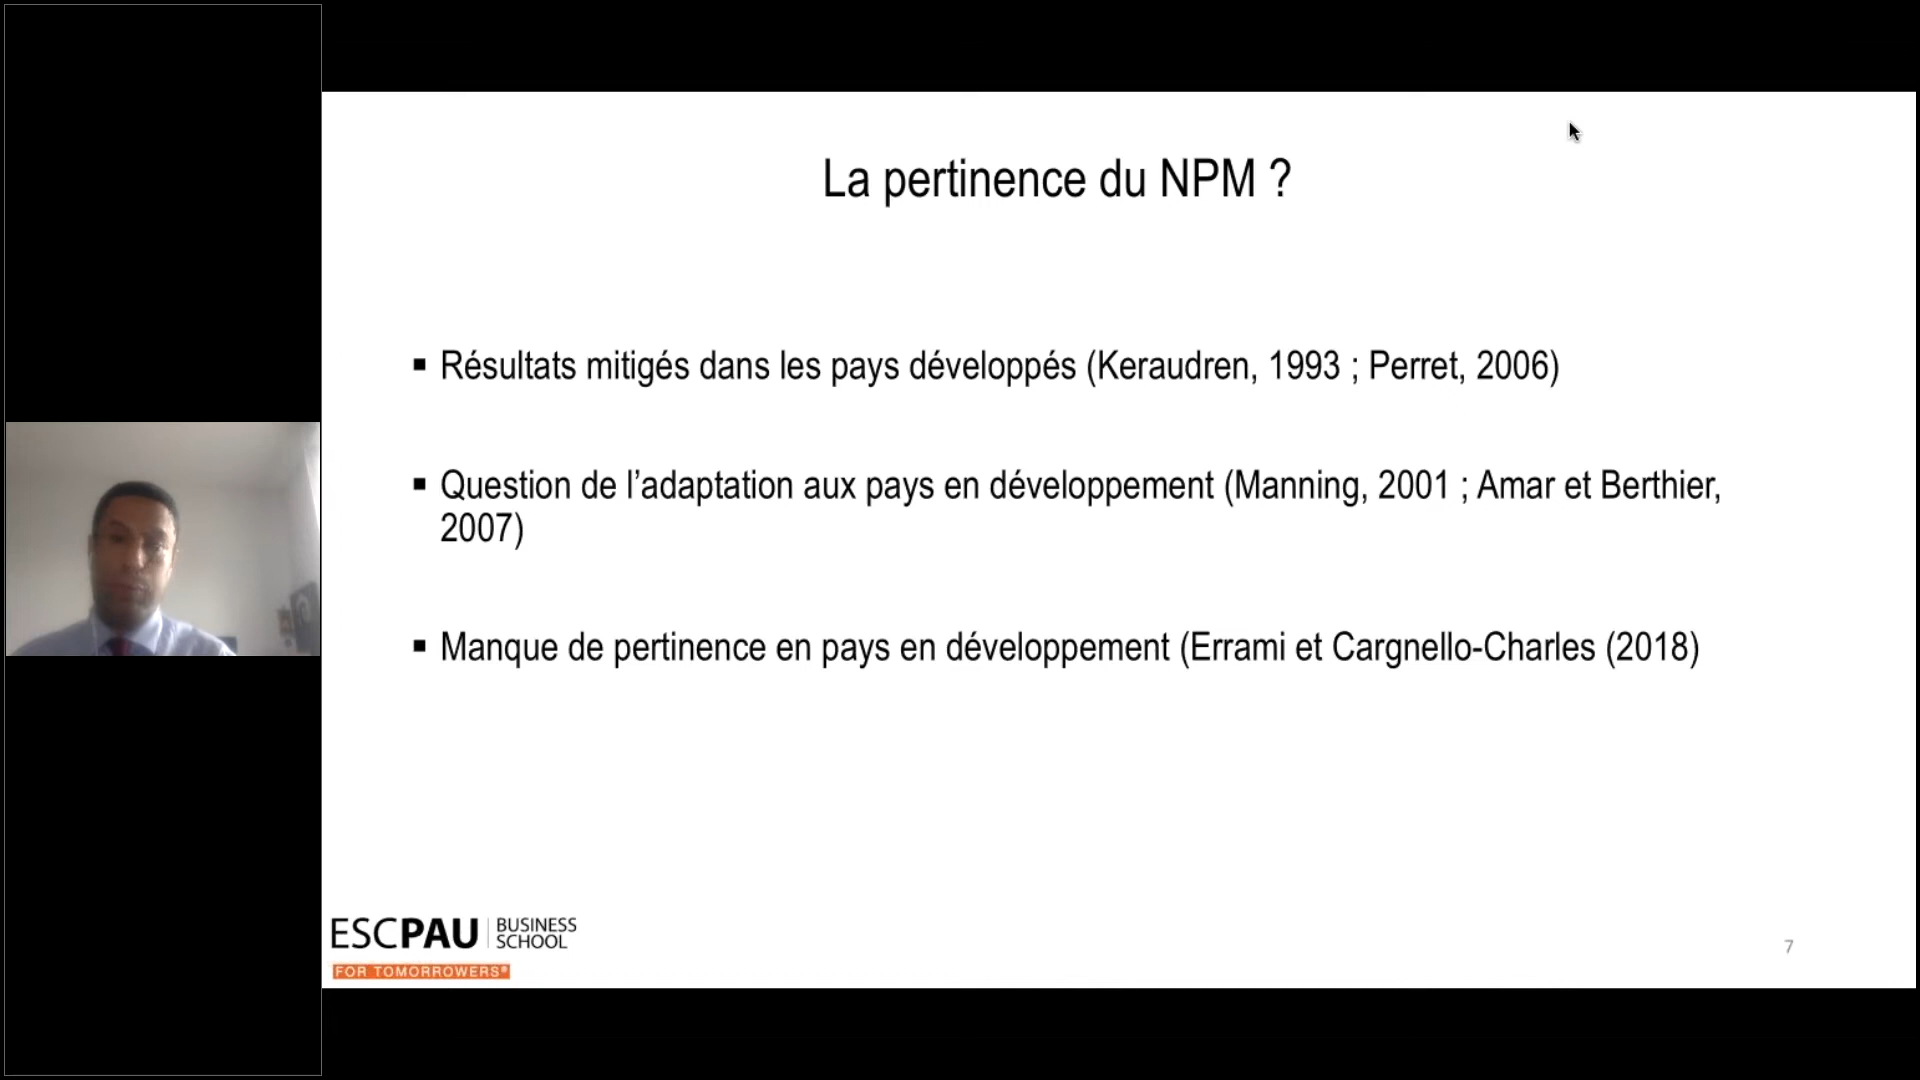 La pertinence du NPM ?
▪ Résultats mitigés dans les pays développés (Keraudren, 1993 ; Perret, 2006)
▪ Question de l’adaptation aux pays en développement (Manning, 2001 ; Amar et Berthier,
2007)
▪ Manque de pertinence en pays en développement (Errami et Cargnello-Charles (2018)
ESCPAU BUSINESS
SCHOOL
FOR TOMORROWERS®
7